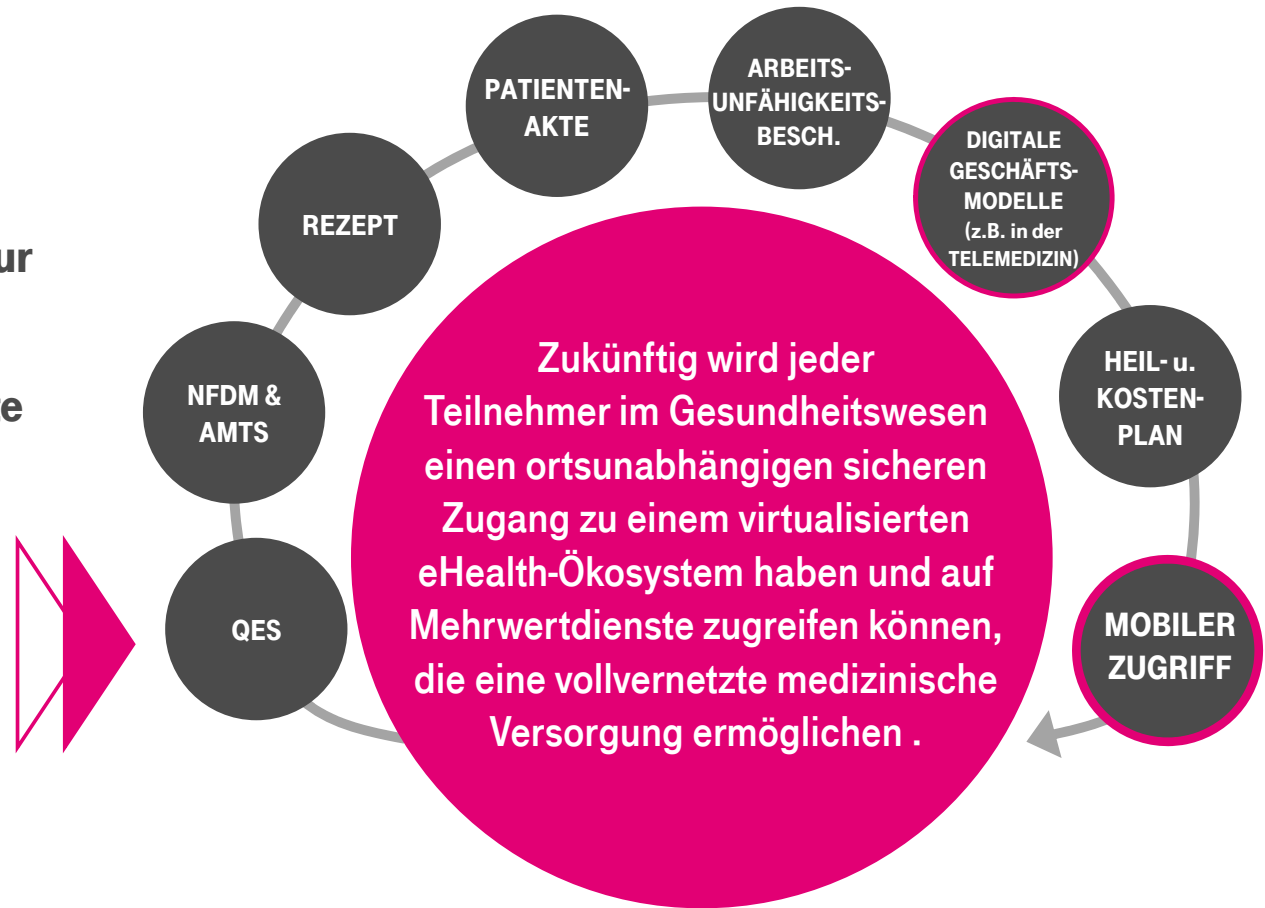 ur
re
QES
NFDM &
AMTS
REZEPT
PATIENTEN-
AKTE
ARBEITS-
UNFÄHIGKEITS-
BESCH.
DIGITALE
GESCHÄFTS-
MODELLE
(z.B. in der
TELEMEDIZIN)
HEIL- u.
KOSTEN-
PLAN
MOBILER
ZUGRIFF
Zukünftig wird jeder
Teilnehmer im Gesundheitswesen
einen ortsunabhängigen sicheren
Zugang zu einem virtualisierten
eHealth-Ökosystem haben und auf
Mehrwertdienste zugreifen können,
die eine vollvernetzte medizinische
Versorgung ermöglichen .